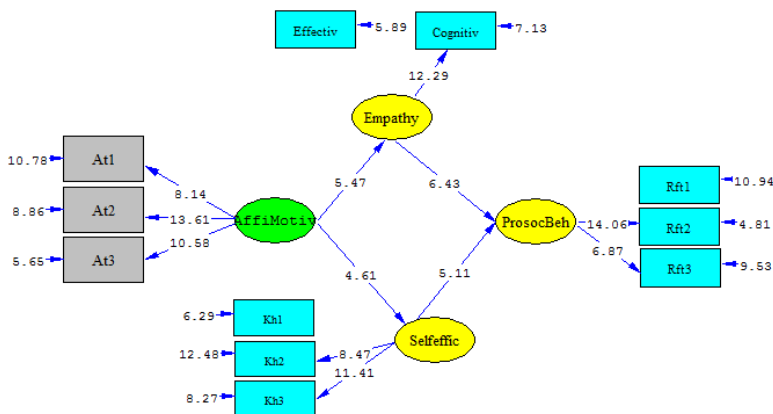 Effectiv
5.89
Cognitiv
7.13
12.29
Empathy
10.78
At1
8.14
5.47
6.43
Rft1
10.94
8.86
At2
13.61
AffiMotiv
ProsocBeh
14.06
Rft2
4.81
5.65
At3
10.58
6.87
Rft3
9.53
4.61
5.11
6.29
Kh1
12.48
Kh2
8.47
Selfeffic
11.41
8.27
Kh3